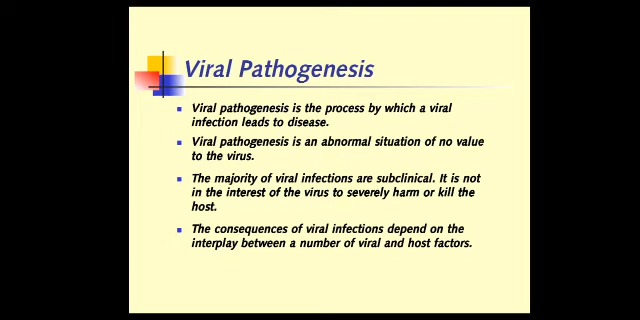 Viral Pathogenesis
Viral pathogenesis is the process by which a viral
infection leads to disease.
Viral pathogenesis is an abnormal situation of no value
to the virus.
The majority of viral infections are subclinical. It is not
in the interest of the virus to severely harm or kill the
host.
The consequences of viral infections depend on the
interplay between a number of viral and host factors.